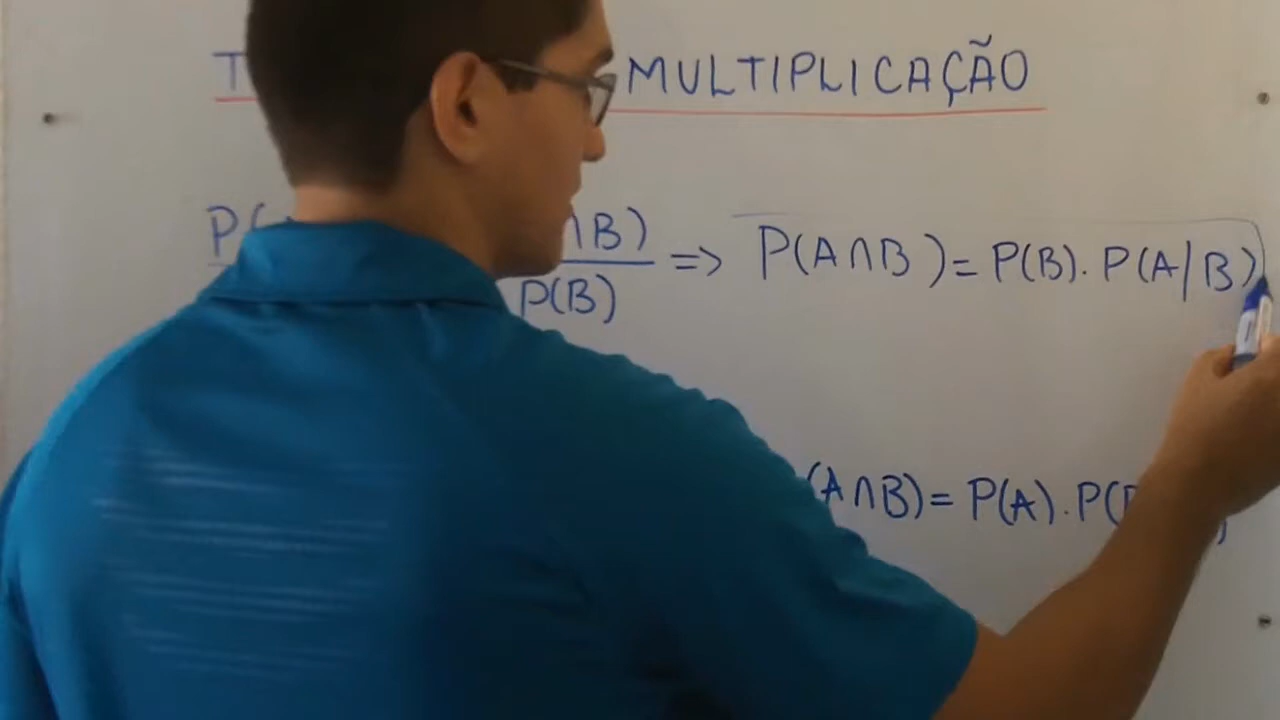 MULTIPLICAÇÃO
P(B) => P(A∩B) = P(B). P(A/B)
(A∩B) = P(A). P(